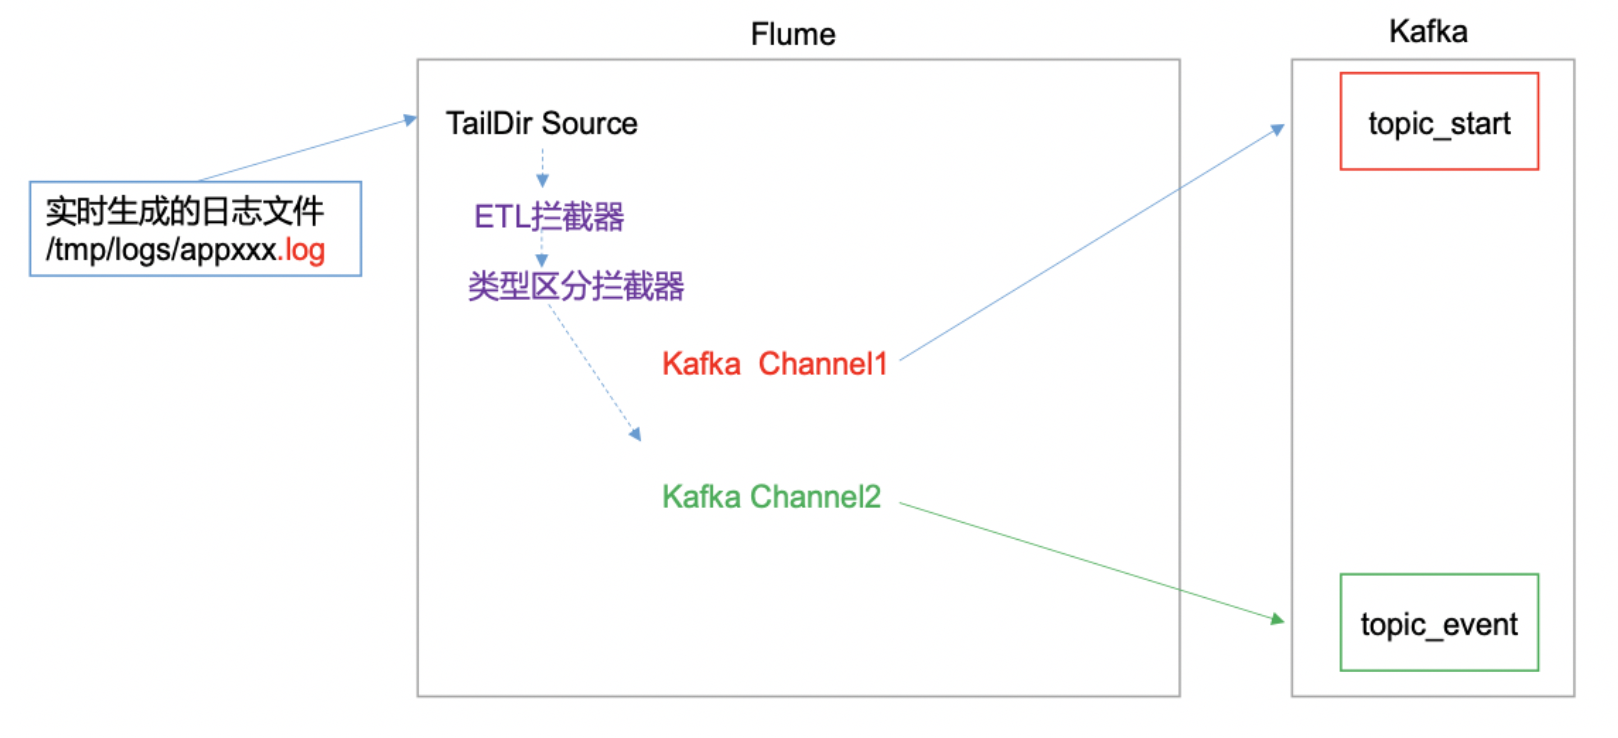 Flume
Kafka
TailDir Source
topic_start
实时生成的日志文件
/tmp/logs/appxxx.log
ETL拦截器
类型区分拦截器
Kafka  Channel1
Kafka Channel2
topic_event